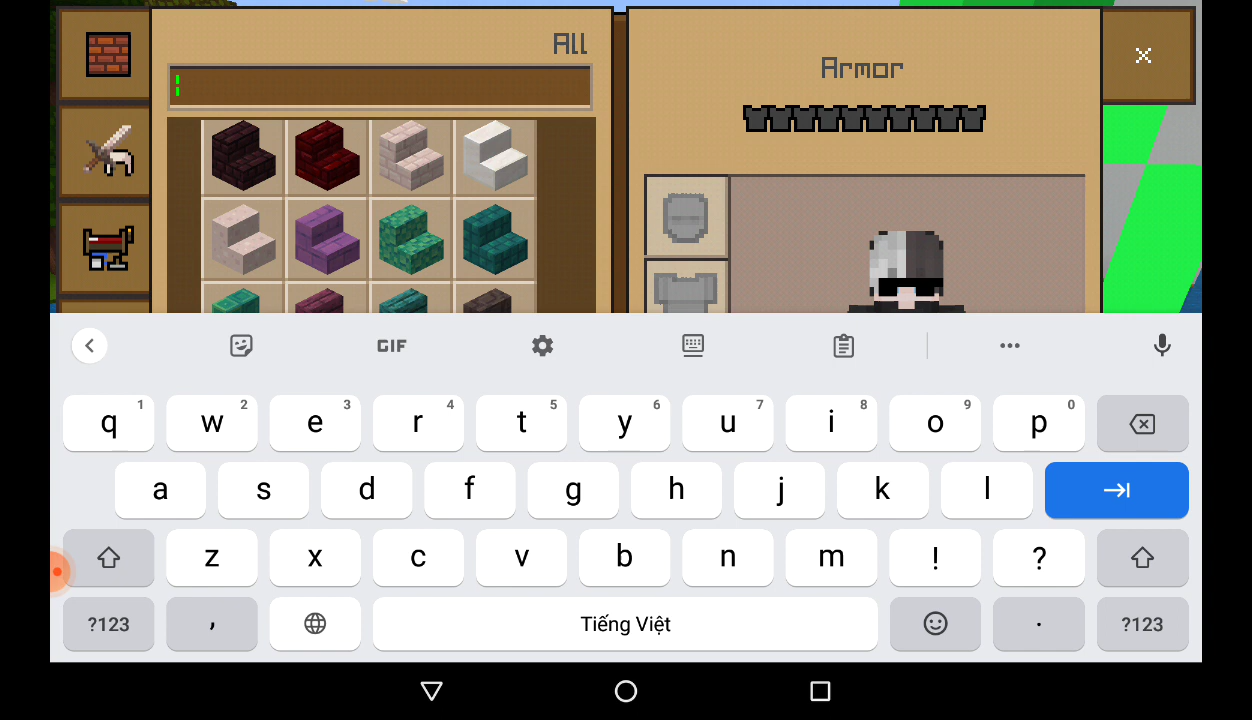 All
Armor
GIF
q 1 w 2 e 3 r 4 t 5 y 6 u 7 i 8 o 9 p 0
a s d f g h j k l
z x c v b n m ! ?
?123 , Tiếng Việt . ?123